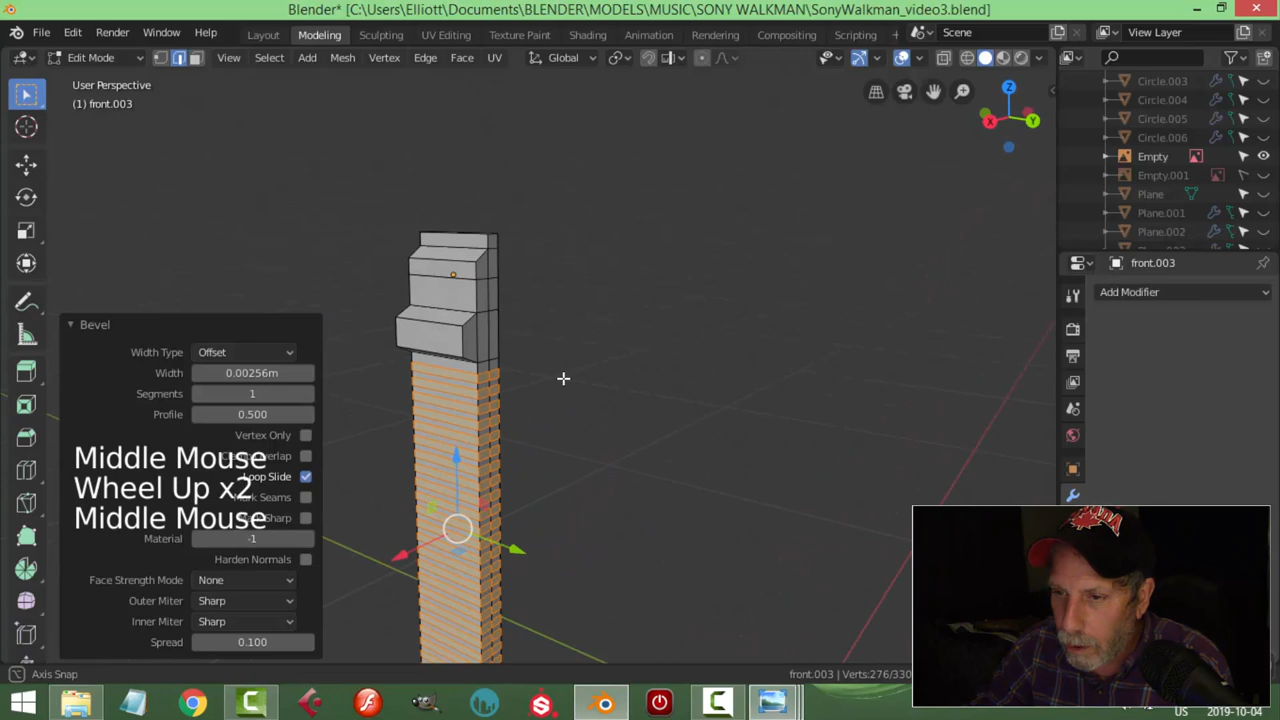 Blender* [C:\Users\Elliott\Documents\BLENDER\MODELS\MUSIC\SONY WALKMAN\SonyWalkman_video3.blend]
File Edit Render Window Help Layout Modeling Sculpting UV Editing Texture Paint Shading Animation Rendering Compositing Scripting + Scene View Layer
Edit Mode View Select Add Mesh Vertex Edge Face UV Global
User Perspective
(1) front.003
Z
X
Y
Circle.003
Circle.004
Circle.005
Circle.006
Empty
Empty.001
Plane
Plane.001
Plane.002
front.003
Add Modifier
Bevel
Width Type Offset
Width 0.00256m
Segments 1
Profile 0.500
Vertex Only
Middle Mouse
Loop Slide
Wheel Up x2
Middle Mouse
Material -1
Harden Normals
Face Strength Mode None
Outer Miter Sharp
Inner Miter Sharp
Spread 0.100
Axis Snap
front.003 | Verts:276/330
2019-10-04